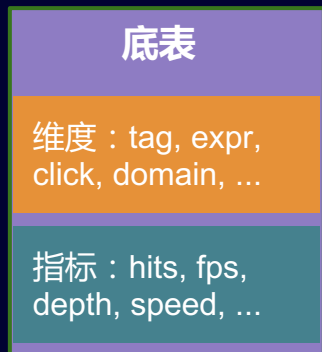 底表
维度：tag, expr,
click, domain, ...
指标：hits, fps,
depth, speed, ...